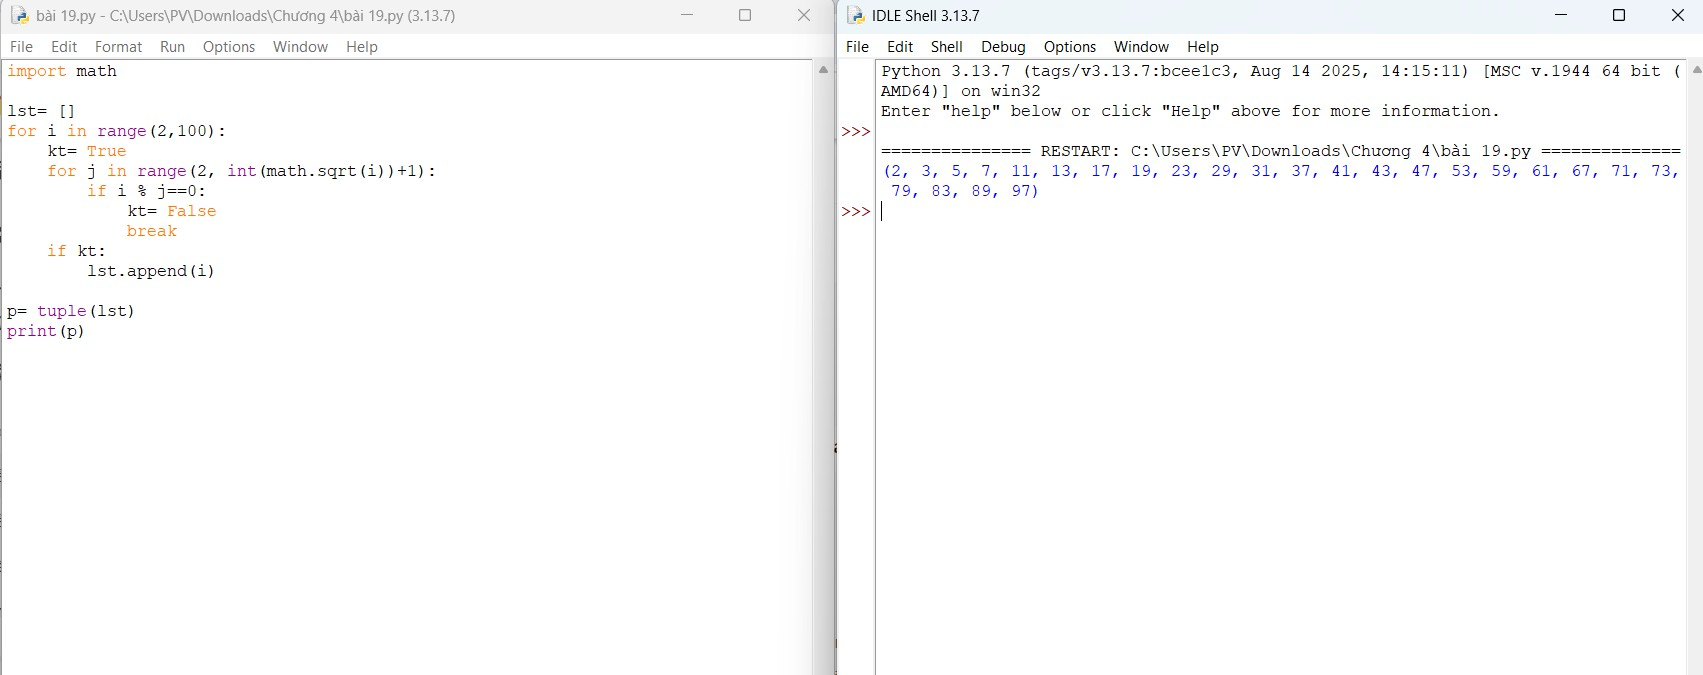 bài 19.py - C:\Users\PV\Downloads\Chương 4\bài 19.py (3.13.7)
File Edit Format Run Options Window Help
import math
lst= []
for i in range(2,100):
    kt= True
    for j in range(2, int(math.sqrt(i))+1):
        if i % j==0:
            kt= False
            break
    if kt:
        lst.append(i)
p= tuple(lst)
print(p)
IDLE Shell 3.13.7
File Edit Shell Debug Options Window Help
Python 3.13.7 (tags/v3.13.7:bcee1c3, Aug 14 2025, 14:15:11) [MSC v.1944 64 bit (
AMD64)] on win32
Enter "help" below or click "Help" above for more information.
>>>
=============== RESTART: C:\Users\PV\Downloads\Chương 4\bài 19.py ==============
(2, 3, 5, 7, 11, 13, 17, 19, 23, 29, 31, 37, 41, 43, 47, 53, 59, 61, 67, 71, 73,
79, 83, 89, 97)
>>>